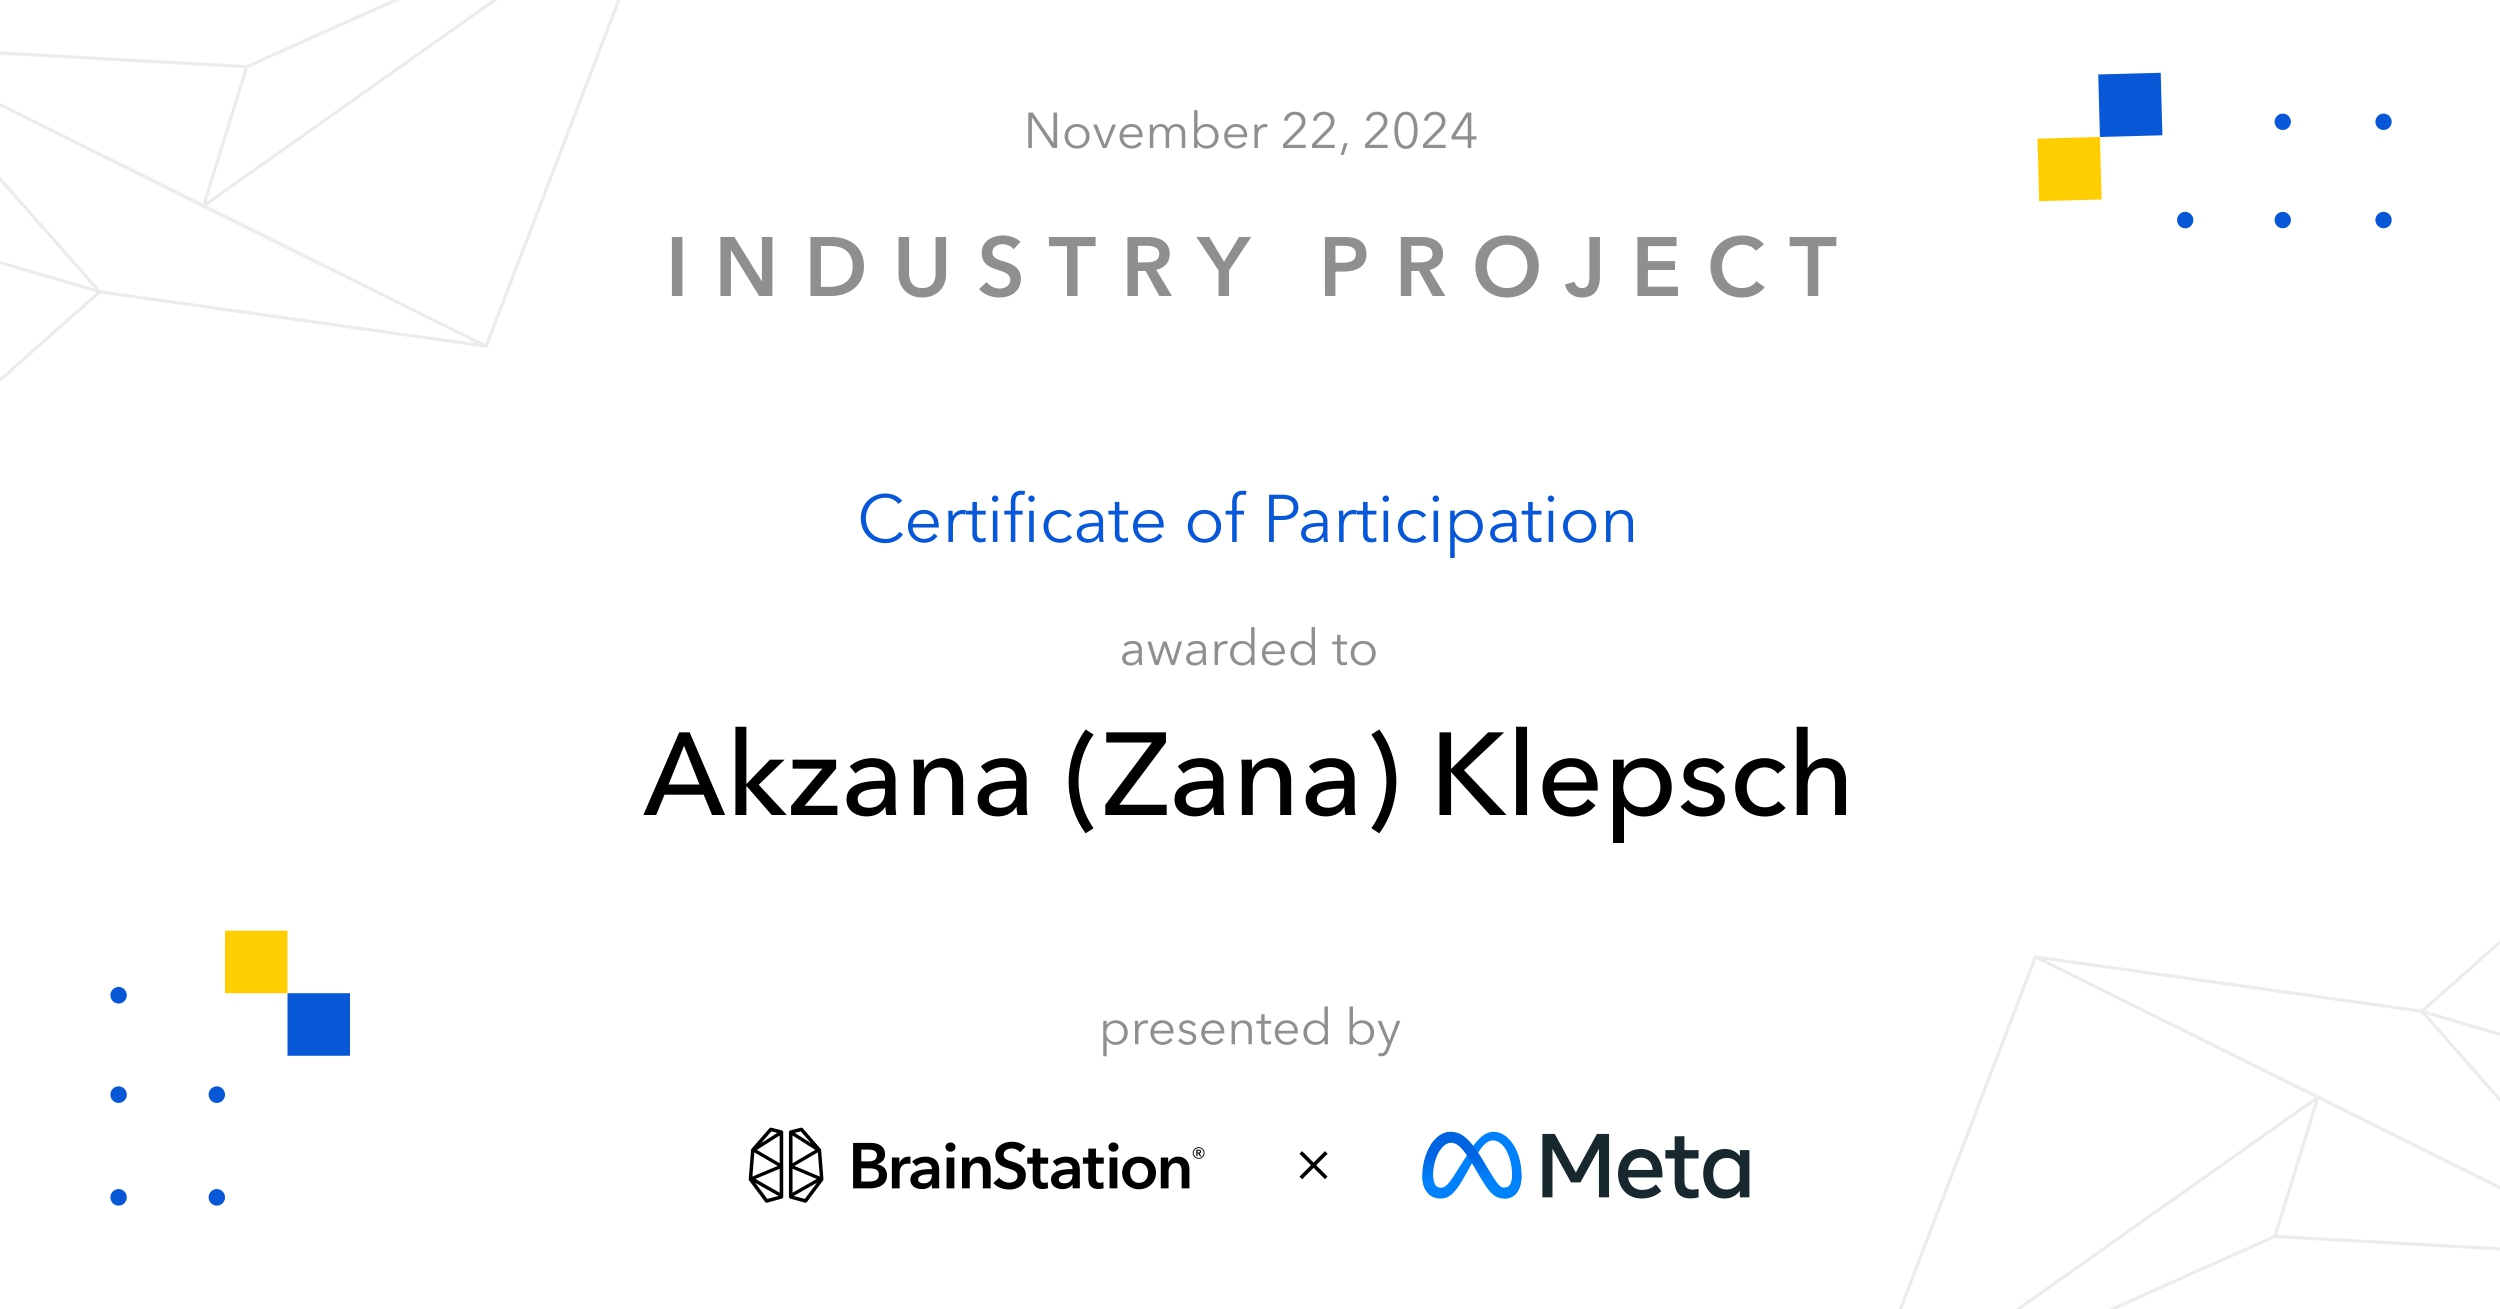 November 22, 2024
INDUSTRY PROJECT
Certificate of Participation
awarded to
Akzana (Zana) Klepsch
presented by
BrainStation® × Meta